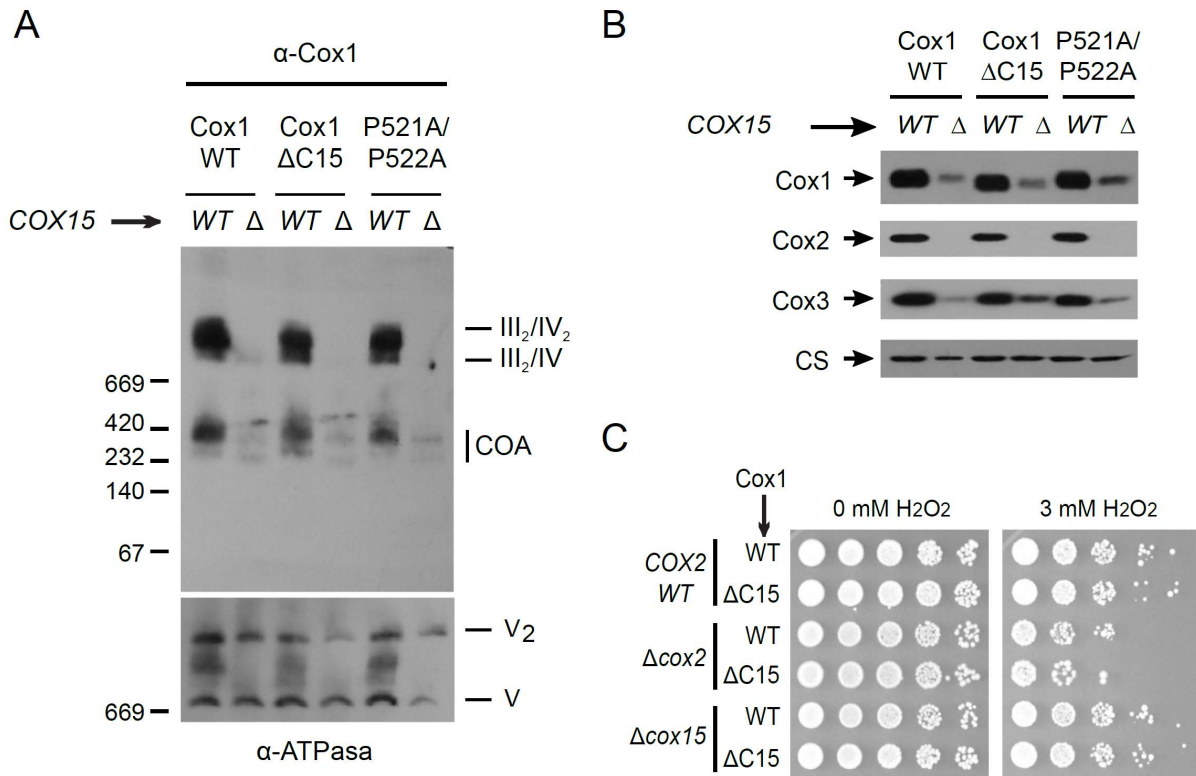 A
α-Cox1
Cox1 WT
Cox1 ΔC15
P521A/ P522A
COX15 WT Δ WT Δ WT Δ
III₂/IV₂
III₂/IV
669
420
232
COA
140
67
V₂
V
669
α-ATPasa
B
Cox1 WT
Cox1 ΔC15
P521A/ P522A
COX15 WT Δ WT Δ WT Δ
Cox1
Cox2
Cox3
CS
C
Cox1
0 mM H2O2
3 mM H2O2
COX2 WT
WT
ΔC15
Δcox2
WT
ΔC15
Δcox15
WT
ΔC15